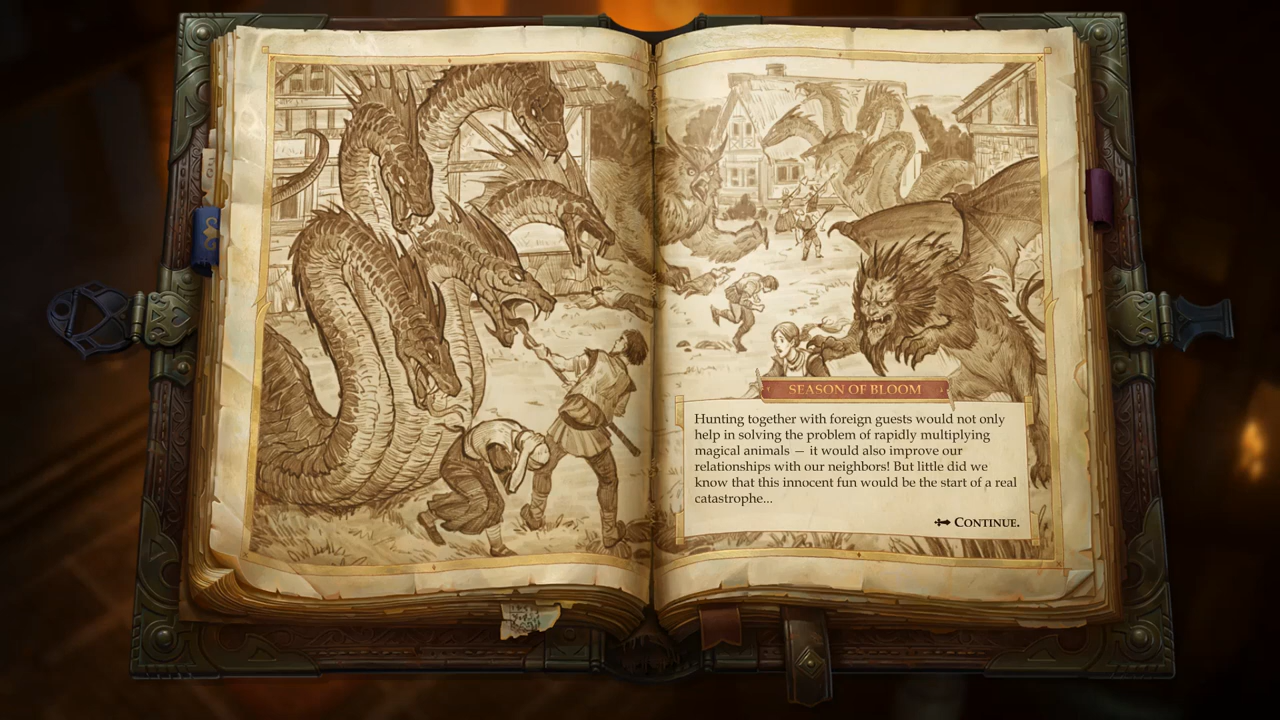 SEASON OF BLOOM
Hunting together with foreign guests would not only
help in solving the problem of rapidly multiplying
magical animals — it would also improve our
relationships with our neighbors! But little did we
know that this innocent fun would be the start of a real
catastrophe...
CONTINUE.